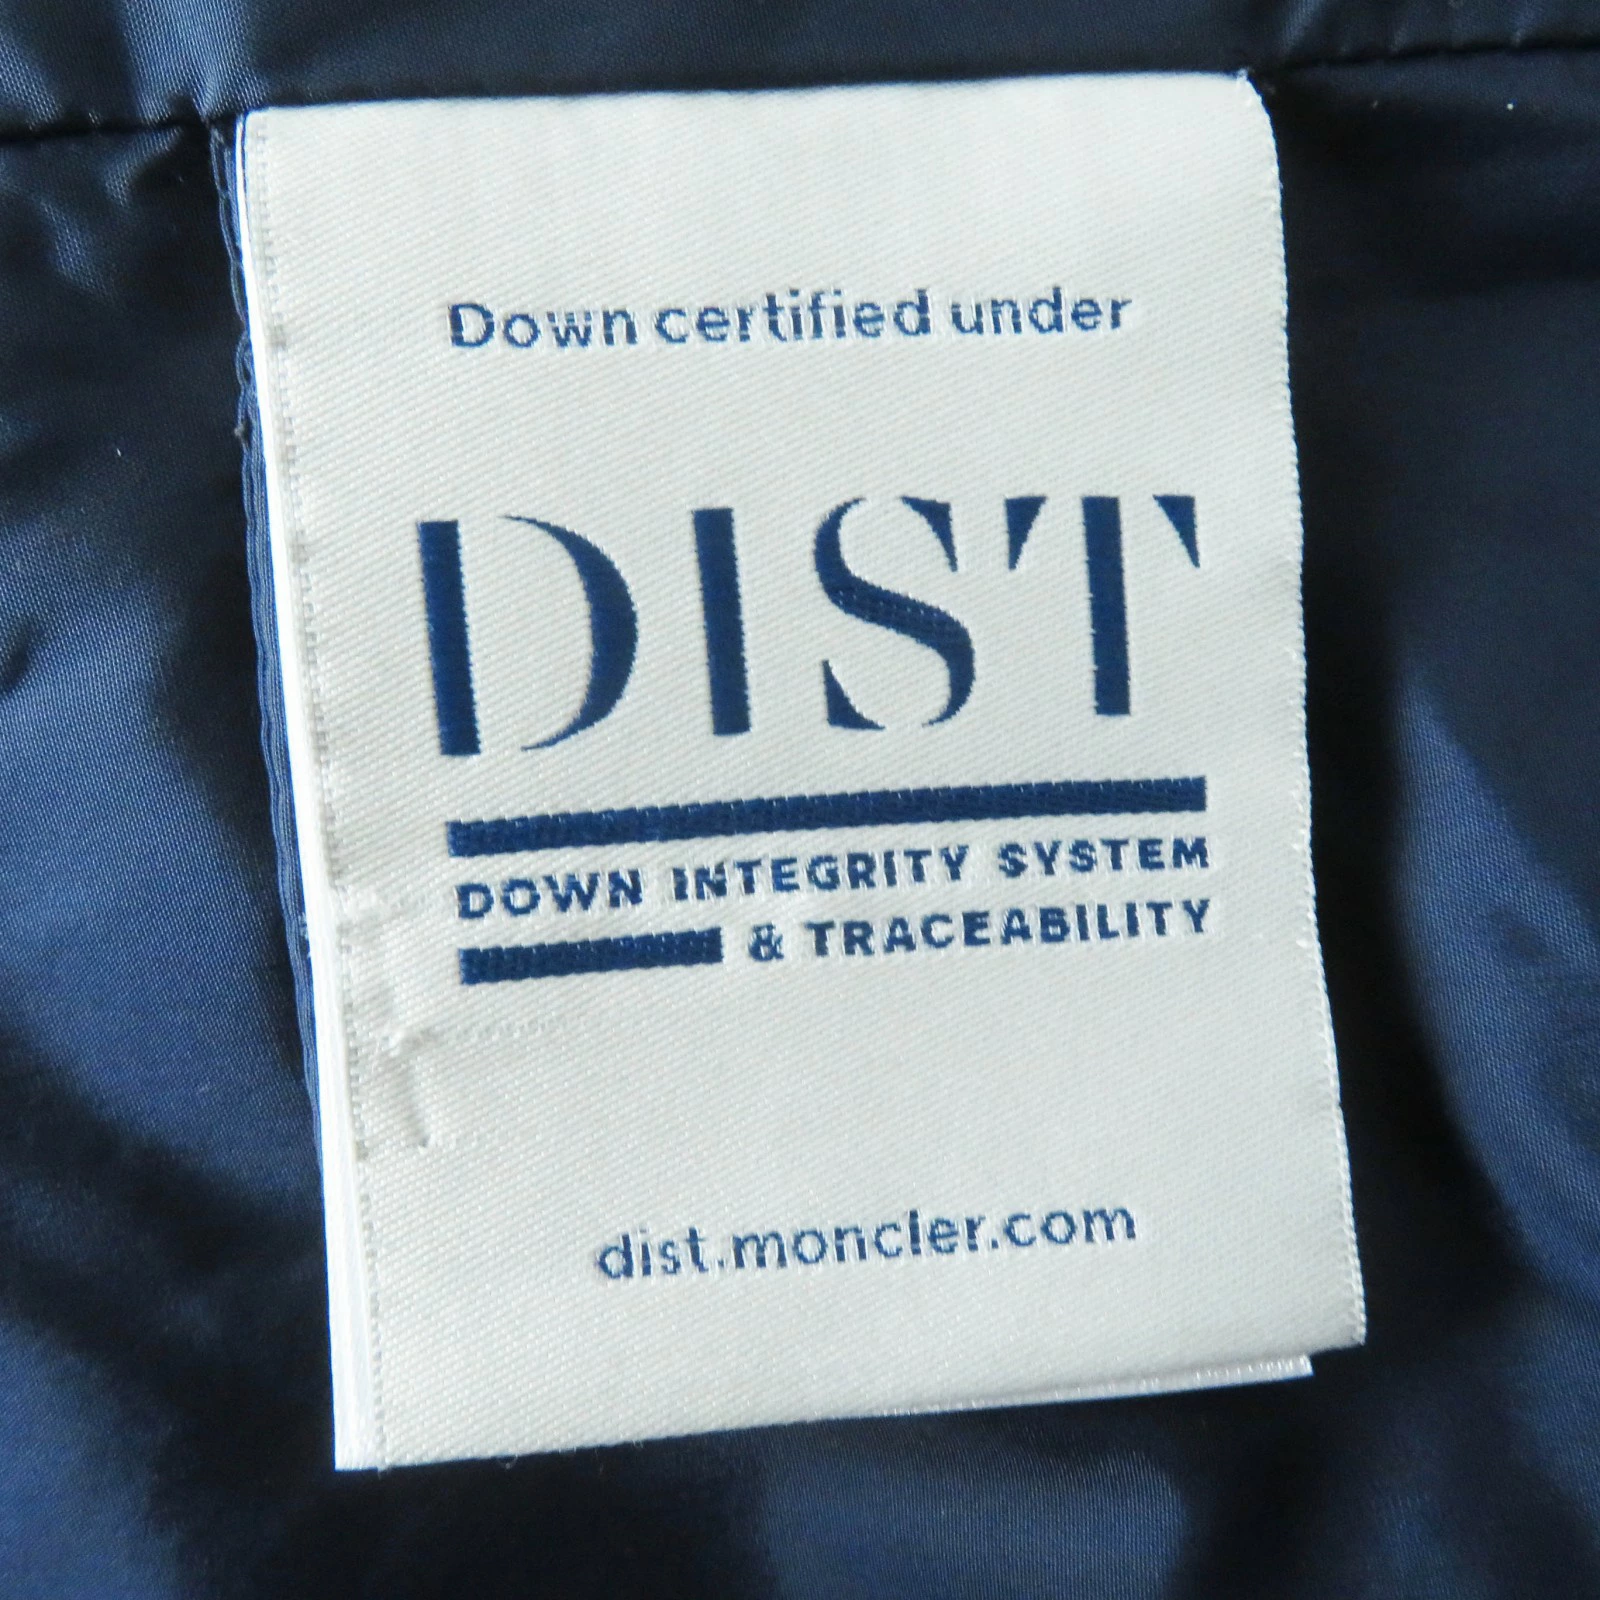 Down certified under
DIST
DOWN INTEGRITY SYSTEM
& TRACEABILITY
dist.moncler.com